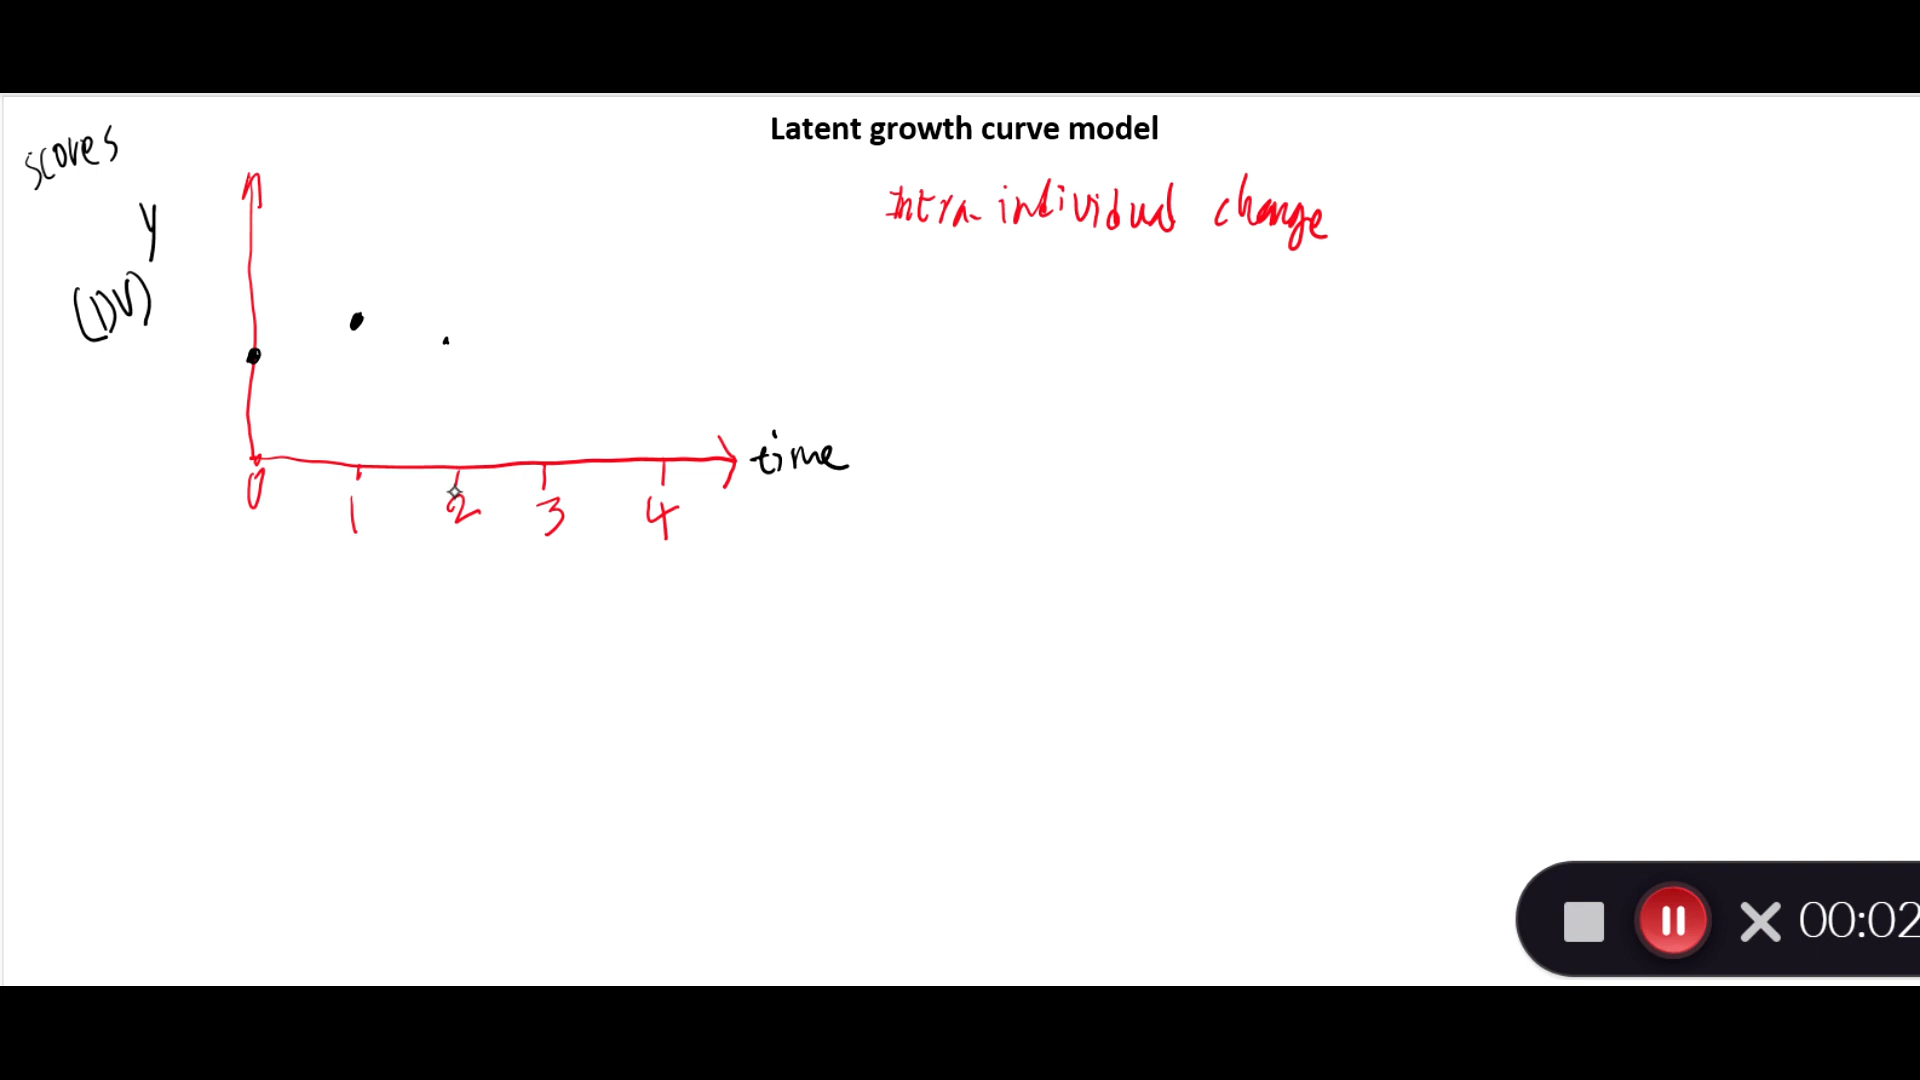 Latent growth curve model
scores
Intra-individual change
y
(DV)
time
0 1 2 3 4
00:02